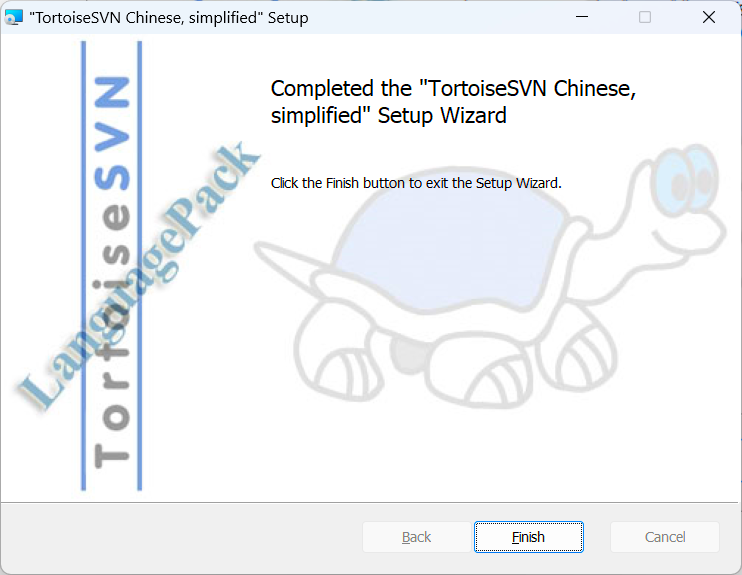 "TortoiseSVN Chinese, simplified" Setup
TortoiseSVN
LanguagePack
Completed the "TortoiseSVN Chinese,
simplified" Setup Wizard
Click the Finish button to exit the Setup Wizard.
Back
Finish
Cancel